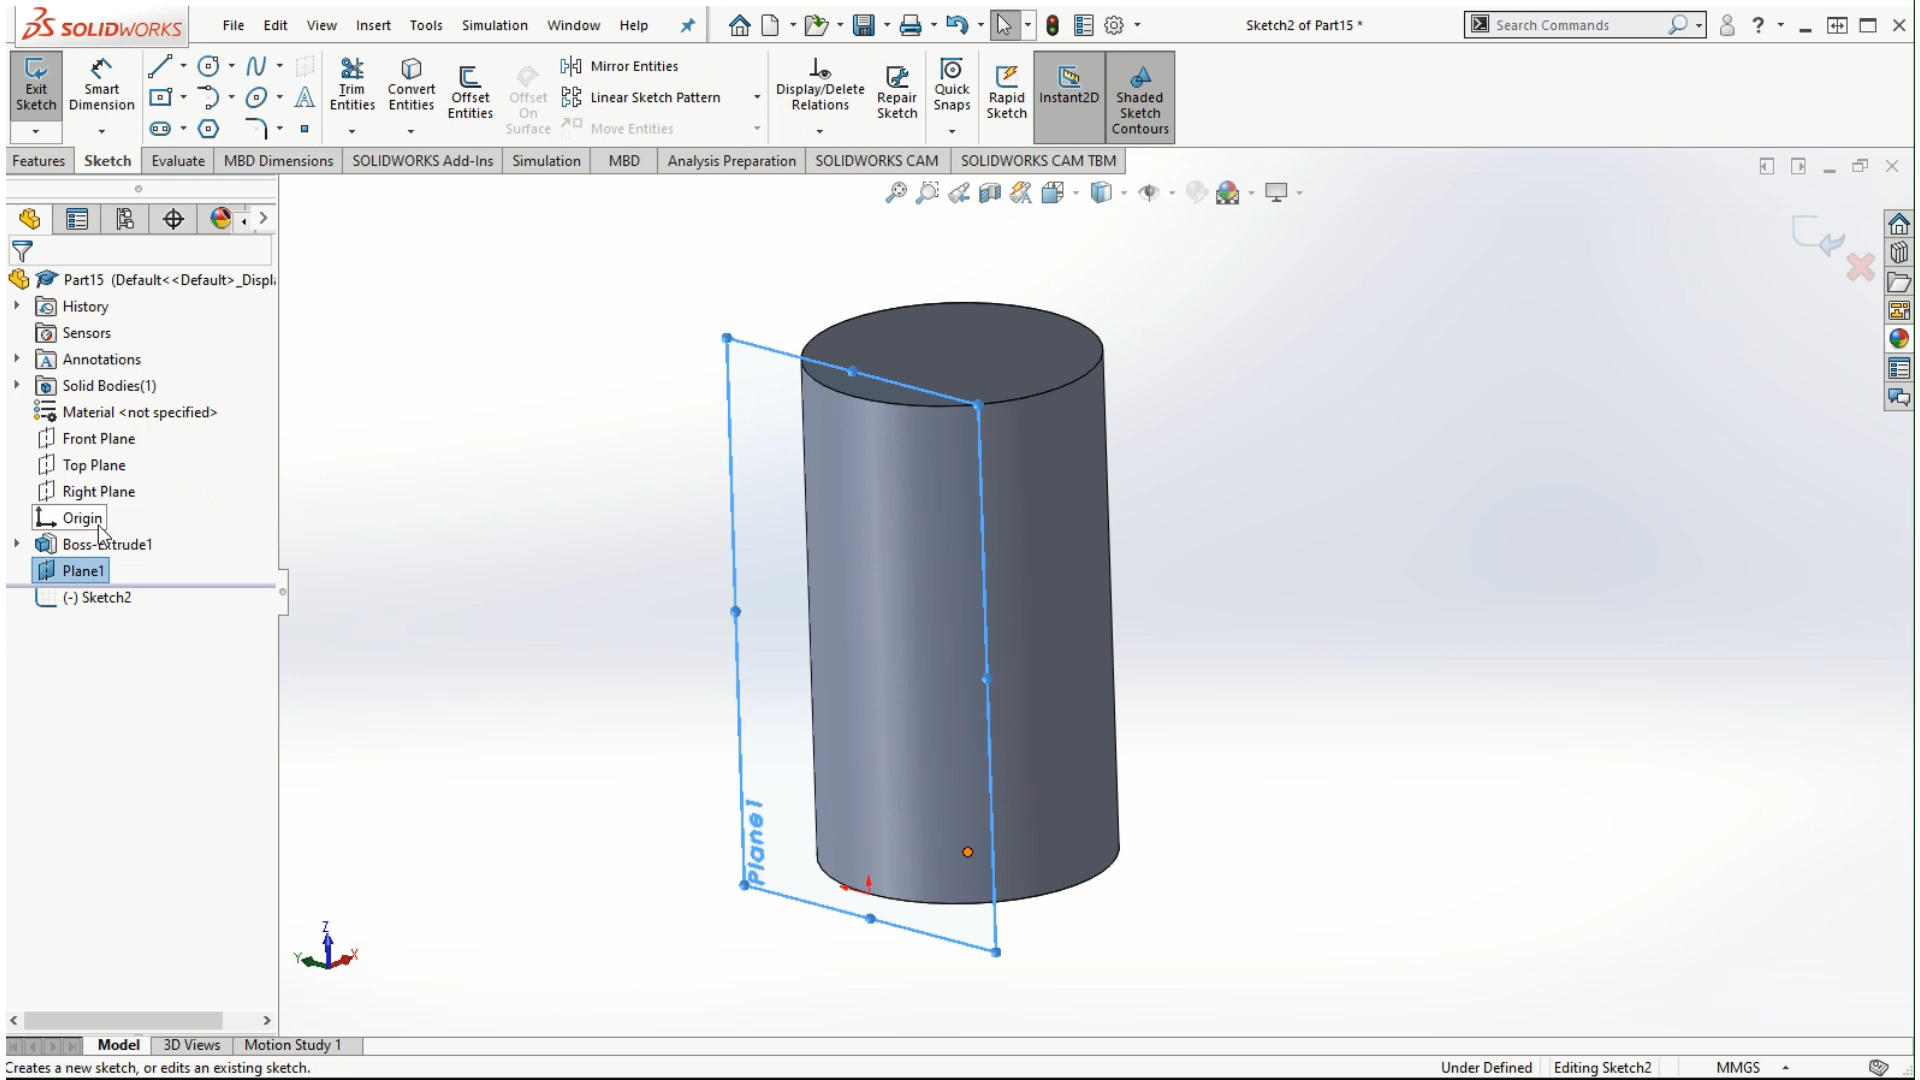 SOLIDWORKS File Edit View Insert Tools Simulation Window Help Sketch2 of Part15 * Search Commands ?
Exit Sketch
Smart Dimension
Trim Entities
Convert Entities
Offset Entities
Offset On Surface
Mirror Entities
Linear Sketch Pattern
Move Entities
Display/Delete Relations
Repair Sketch
Quick Snaps
Rapid Sketch
Instant2D
Shaded Sketch Contours
Features Sketch Evaluate MBD Dimensions SOLIDWORKS Add-Ins Simulation MBD Analysis Preparation SOLIDWORKS CAM SOLIDWORKS CAM TBM
Part15 (Default<<Default>_Displ
History
Sensors
Annotations
Solid Bodies(1)
Material <not specified>
Front Plane
Top Plane
Right Plane
Origin
Boss-Extrude1
Plane1
(-) Sketch2
Plane1
Z
Y
X
Model 3D Views Motion Study 1
Creates a new sketch, or edits an existing sketch. Under Defined Editing Sketch2 MMGS